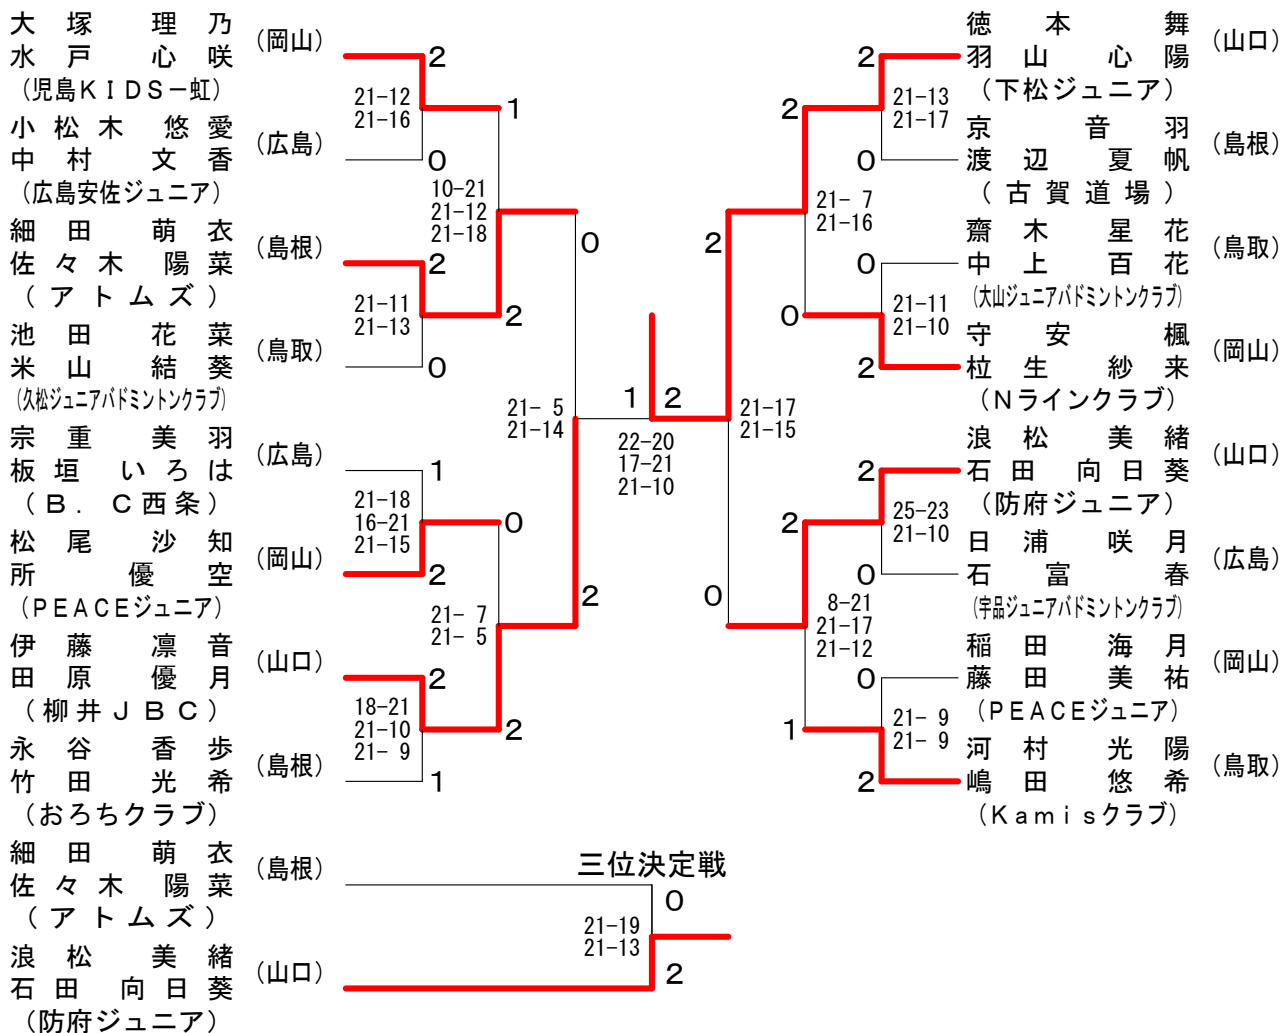 大塚 理乃
水戸 心咲
(岡山)
(児島KIDS－虹)
小松木 悠愛
中村 文香
(広島)
(広島安佐ジュニア)
細田 萌衣
佐々木 陽菜
(島根)
(アトムズ)
池田 花菜
米山 結葵
(鳥取)
(久松ジュニアバドミントンクラブ)
宗重 美羽
板垣 いろは
(広島)
(B．C西条)
松尾 沙知
所 優空
(岡山)
(PEACEジュニア)
伊藤 凛音
田原 優月
(山口)
(柳井JBC)
永谷 香歩
竹田 光希
(島根)
(おろちクラブ)
2
21-12
21-16
0
1
10-21
21-12
21-18
2
21-11
21-13
2
0
0
21- 5
21-14
1
21-18
16-21
21-15
2
0
21- 7
21- 5
2
2
18-21
21-10
21- 9
2
1
1
2
22-20
17-21
21-10
徳本 舞
羽山 心陽
(山口)
(下松ジュニア)
京 音羽
渡辺 夏帆
(島根)
(古賀道場)
齋木 星花
中上 百花
(鳥取)
(大山ジュニアバドミントンクラブ)
守安 楓
柆生 紗来
(岡山)
(Nラインクラブ)
浪松 美緒
石田 向日葵
(山口)
(防府ジュニア)
日浦 咲月
石富 春
(広島)
(宇品ジュニアバドミントンクラブ)
稲田 海月
藤田 美祐
(岡山)
(PEACEジュニア)
河村 光陽
嶋田 悠希
(鳥取)
(Kamisクラブ)
2
21-13
21-17
0
2
21- 7
21-16
0
21-11
21-10
0
2
2
21-17
21-15
2
25-23
21-10
0
2
0
8-21
21-17
21-12
0
21- 9
21- 9
1
2
三位決定戦
細田 萌衣
佐々木 陽菜
(島根)
(アトムズ)
浪松 美緒
石田 向日葵
(山口)
(防府ジュニア)
0
21-19
21-13
2